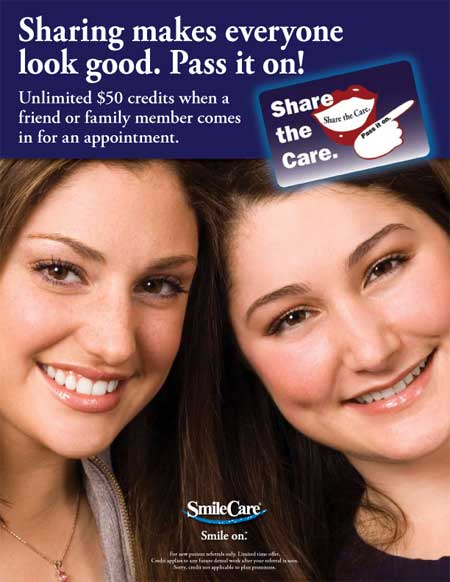 Sharing makes everyone
look good. Pass it on!
Unlimited $50 credits when a
friend or family member comes
in for an appointment.
Share
the
Care.
Share the Care.
Pass it on.
SmileCare®
Smile on.®
For new patient referrals only. Limited time offer.
Credit applies to any future dental work after your referral is seen.
Sorry, credit not applicable to plan premiums.